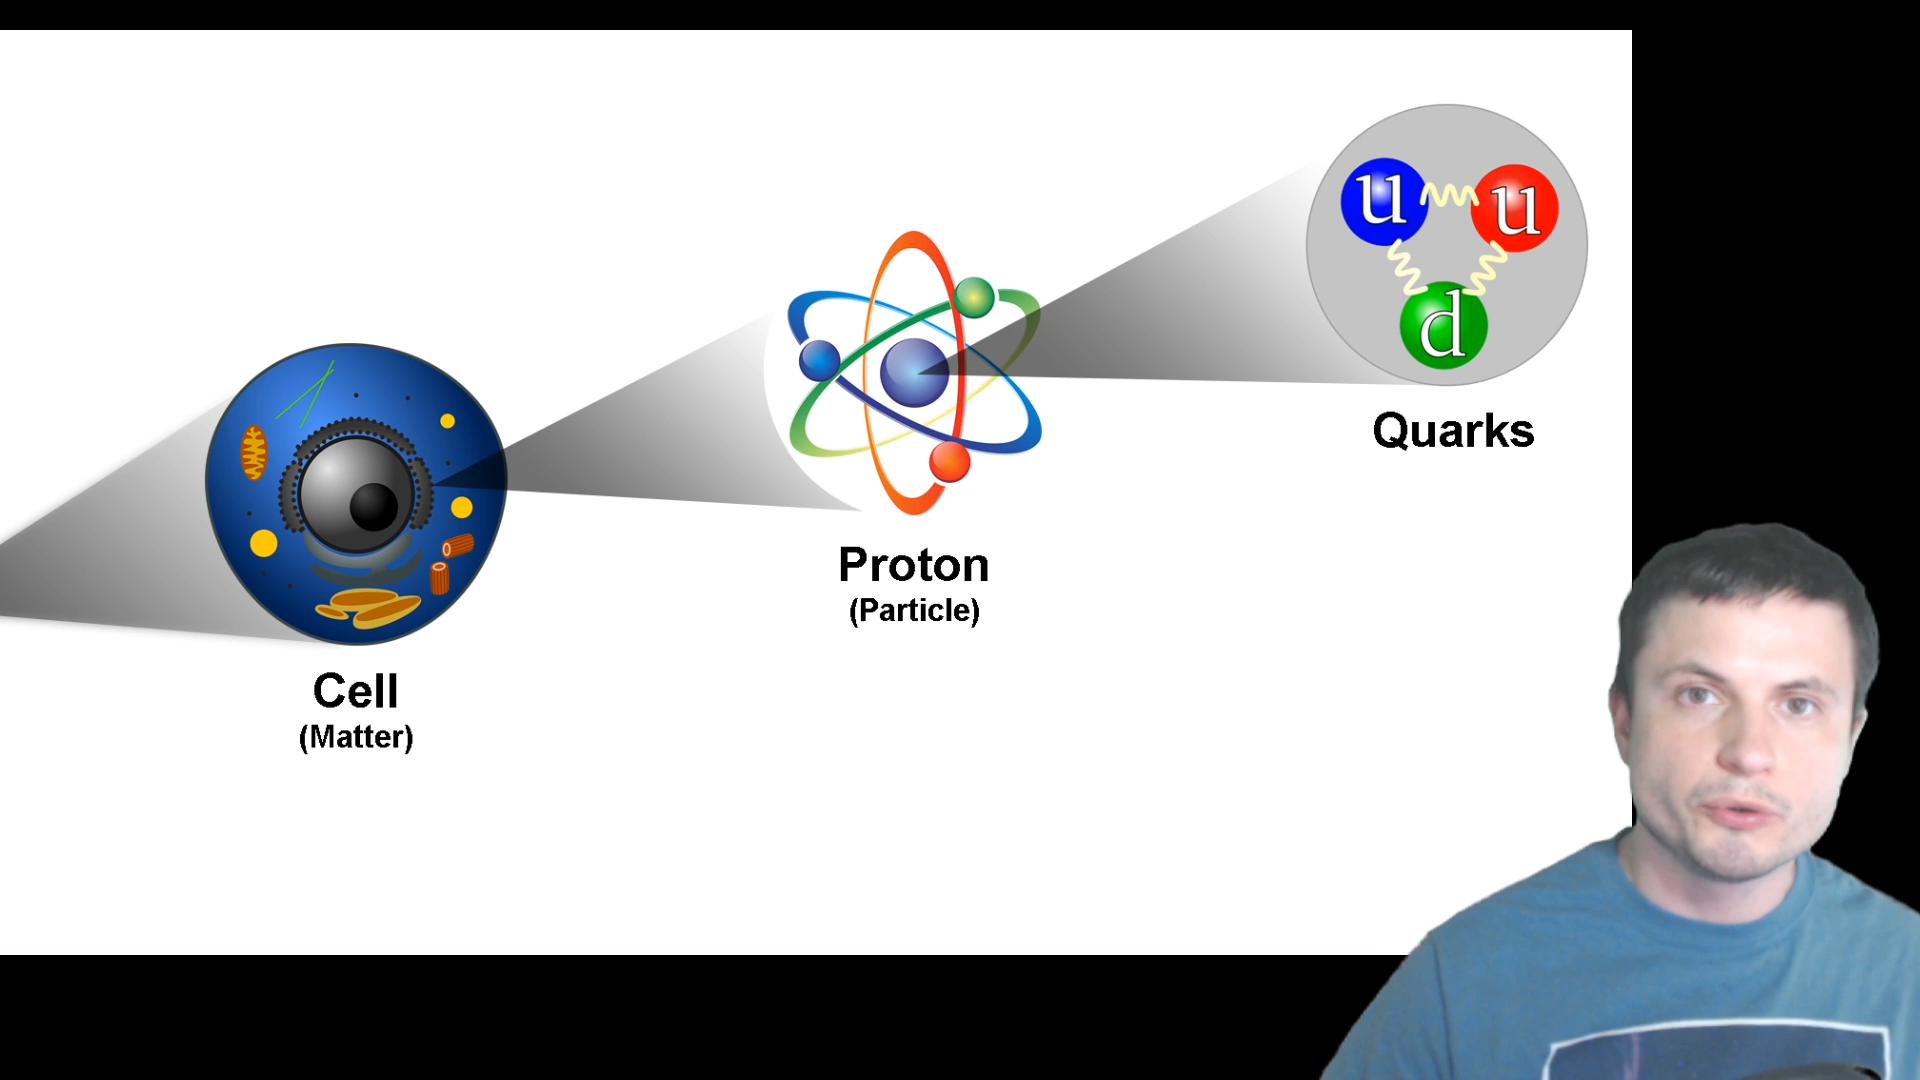 u u
d
Quarks
Proton
(Particle)
Cell
(Matter)